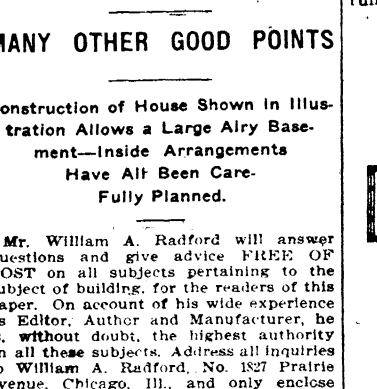 MANY OTHER GOOD POINTS
onstruction of House Shown in Illus-
tration Allows a Large Airy Base-
ment—Inside Arrangements
Have All Been Care-
Fully Planned.
Mr. William A. Radford will answer
uestions and give advice FREE OF
OST on all subjects pertaining to the
ubject of building, for the readers of this
aper. On account of his wide experience
s Editor, Author and Manufacturer, he
s, without doubt, the highest authority
n all these subjects. Address all inquiries
o William A. Radford, No. 1827 Prairie
venue, Chicago, Ill., and only enclose